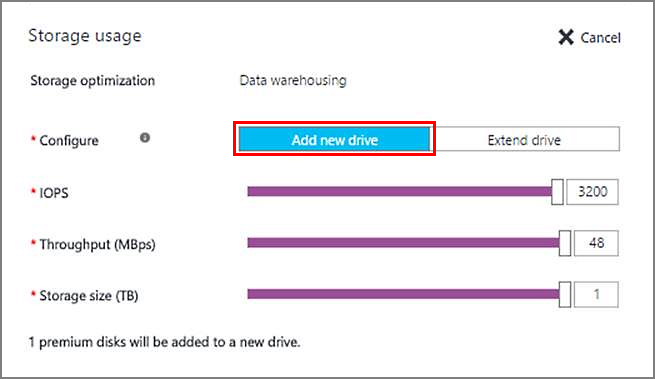 Storage usage
Cancel
Storage optimization Data warehousing
* Configure Add new drive Extend drive
* IOPS 3200
* Throughput (MBps) 48
* Storage size (TB) 1
1 premium disks will be added to a new drive.